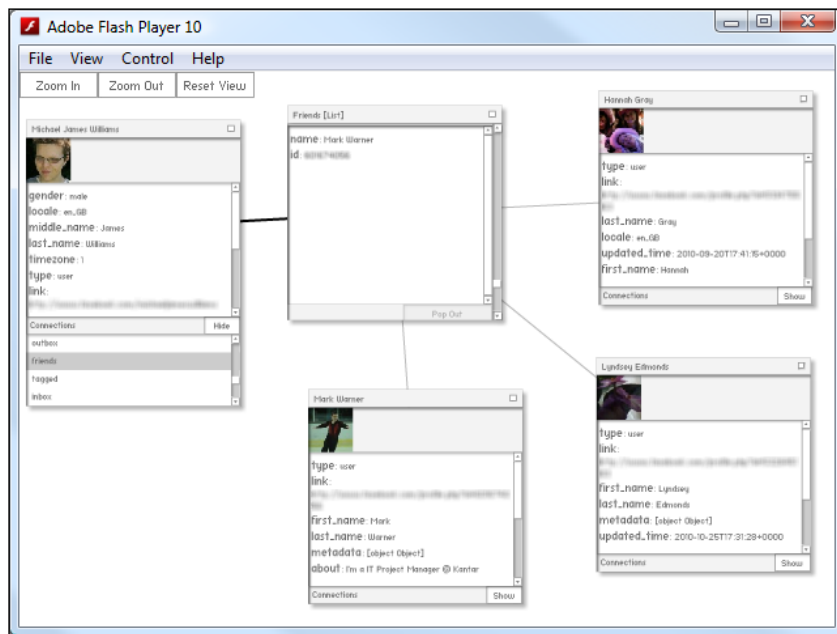 Adobe Flash Player 10
File View Control Help
Zoom In Zoom Out Reset View
Michael James Williams
gender: male
locale: en_GB
middle_name: James
last_name: Williams
timezone: 1
type: user
link:
Connections Hide
outbox
friends
tagged
inbox
Friends [List]
name: Mark Warner
id:
Pop Out
Hannah Gray
type: user
link:
last_name: Gray
locale: en_GB
updated_time: 2010-09-20T17:41:15+0000
first_name: Hannah
Connections Show
Mark Warner
type: user
link:
first_name: Mark
last_name: Warner
metadata: [object Object]
about: I'm a IT Project Manager @ Kantar
Connections Show
Lyndsey Edmonds
type: user
link:
first_name: Lyndsey
last_name: Edmonds
metadata: [object Object]
updated_time: 2010-10-25T17:31:28+0000
Connections Show